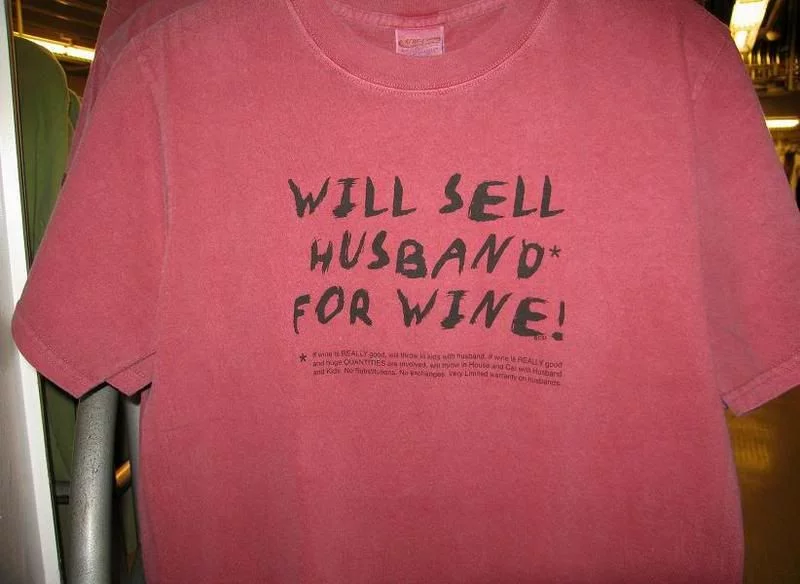 WILL SELL
HUSBAND*
FOR WINE!
* If wine is REALLY good, will throw in kids with husband. If wine is REALLY good
and huge QUANTITIES are involved, will throw in House and Car with Husband
and Kids. No Substitutions. No exchanges. Very Limited warranty on husbands.